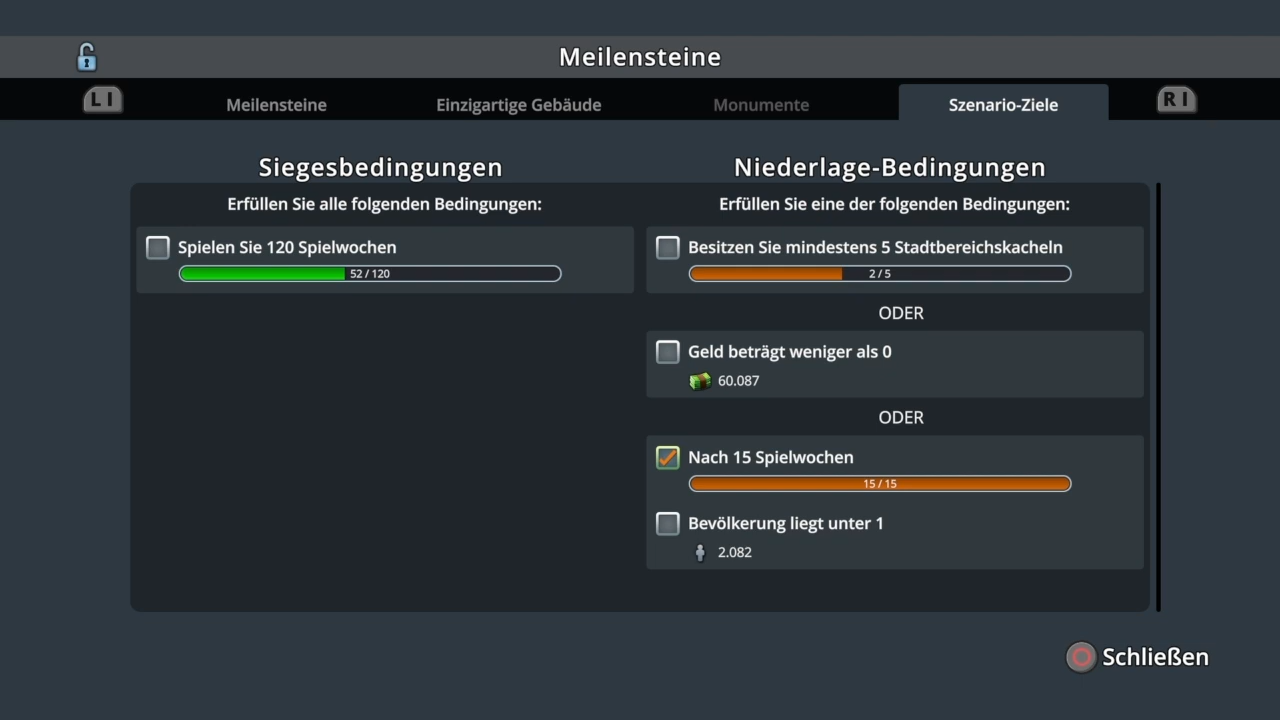 Meilensteine
L1
Meilensteine
Einzigartige Gebäude
Monumente
Szenario-Ziele
R1
Siegesbedingungen
Erfüllen Sie alle folgenden Bedingungen:
Spielen Sie 120 Spielwochen
52 / 120
Niederlage-Bedingungen
Erfüllen Sie eine der folgenden Bedingungen:
Besitzen Sie mindestens 5 Stadtbereichskacheln
2 / 5
ODER
Geld beträgt weniger als 0
60.087
ODER
Nach 15 Spielwochen
15 / 15
Bevölkerung liegt unter 1
2.082
Schließen